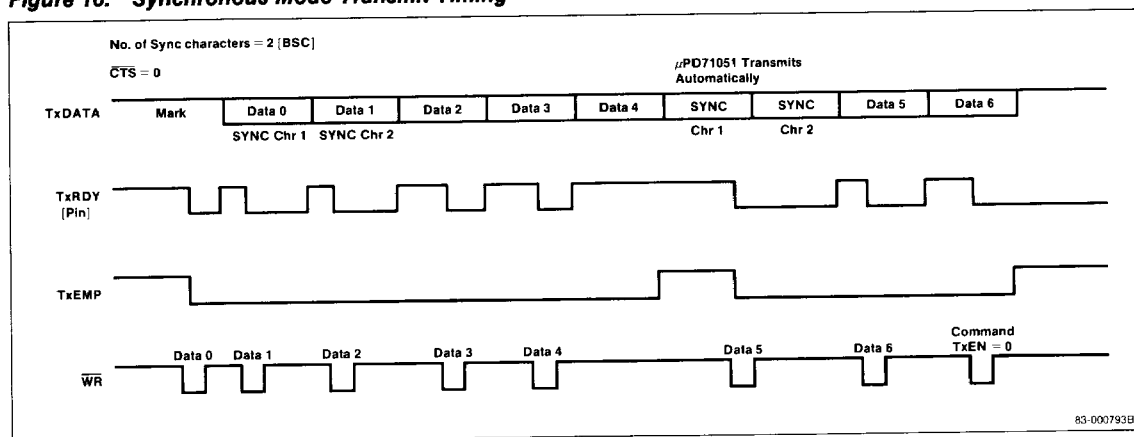 Figure 16. Synchronous Mode Transmit Timing
No. of Sync characters = 2 [BSC]
CTS = 0
μPD71051 Transmits
Automatically
TxDATA
Mark
Data 0
Data 1
Data 2
Data 3
Data 4
SYNC
SYNC
Data 5
Data 6
SYNC Chr 1
SYNC Chr 2
Chr 1
Chr 2
TxRDY
[Pin]
TxEMP
Data 0
Data 1
Data 2
Data 3
Data 4
Data 5
Data 6
Command
TxEN = 0
WR
83-000793B